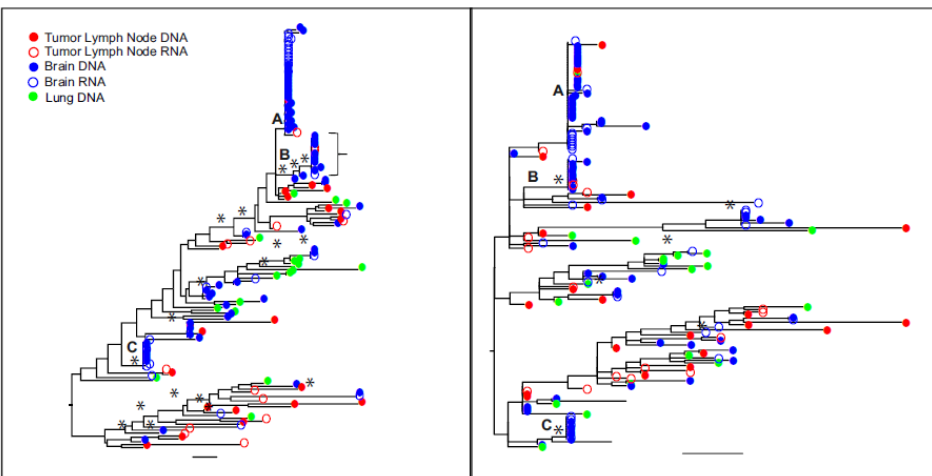 Tumor Lymph Node DNA
Tumor Lymph Node RNA
Brain DNA
Brain RNA
Lung DNA
A
B
C
A
B
C